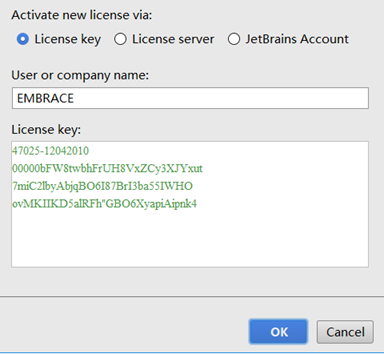 Activate new license via:
License key License server JetBrains Account
User or company name:
EMBRACE
License key:
47025-12042010
00000bFW8twbhFrUH8VxZCy3XJYxut
7miC2lbyAbjqBO6I87BrI3ba55IWHO
ovMKIIKD5alRFh"GBO6XyapiAipnk4
OK Cancel